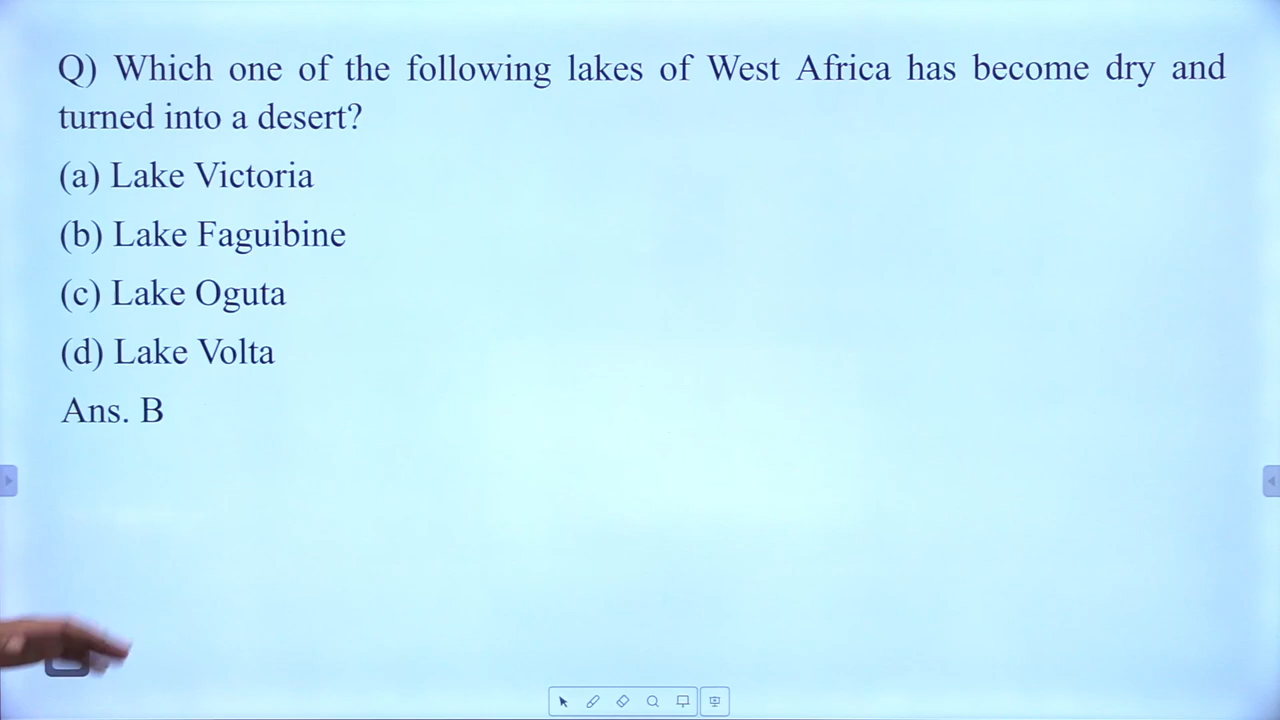 Q) Which one of the following lakes of West Africa has become dry and
turned into a desert?
(a) Lake Victoria
(b) Lake Faguibine
(c) Lake Oguta
(d) Lake Volta
Ans. B